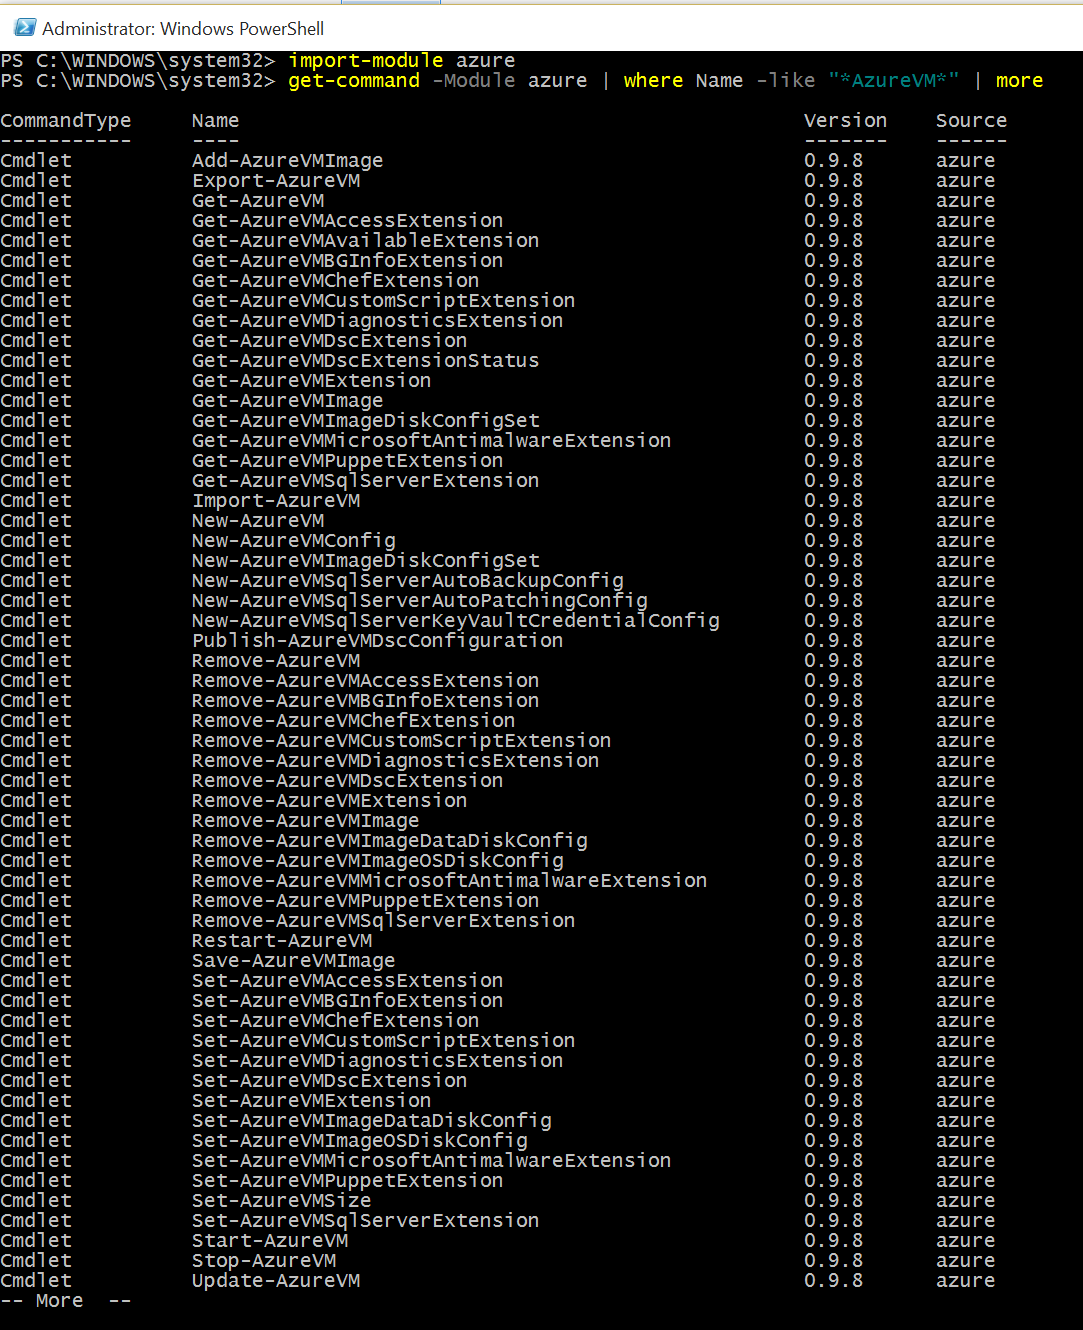 Administrator: Windows PowerShell
PS C:\WINDOWS\system32> import-module azure
PS C:\WINDOWS\system32> get-command -Module azure | where Name -like "*AzureVM*" | more
CommandType Name Version Source
----------- ---- ------- ------
Cmdlet Add-AzureVMImage 0.9.8 azure
Cmdlet Export-AzureVM 0.9.8 azure
Cmdlet Get-AzureVM 0.9.8 azure
Cmdlet Get-AzureVMAccessExtension 0.9.8 azure
Cmdlet Get-AzureVMAvailableExtension 0.9.8 azure
Cmdlet Get-AzureVMBGInfoExtension 0.9.8 azure
Cmdlet Get-AzureVMChefExtension 0.9.8 azure
Cmdlet Get-AzureVMCustomScriptExtension 0.9.8 azure
Cmdlet Get-AzureVMDiagnosticsExtension 0.9.8 azure
Cmdlet Get-AzureVMDscExtension 0.9.8 azure
Cmdlet Get-AzureVMDscExtensionStatus 0.9.8 azure
Cmdlet Get-AzureVMExtension 0.9.8 azure
Cmdlet Get-AzureVMImage 0.9.8 azure
Cmdlet Get-AzureVMImageDiskConfigSet 0.9.8 azure
Cmdlet Get-AzureVMMicrosoftAntimalwareExtension 0.9.8 azure
Cmdlet Get-AzureVMPuppetExtension 0.9.8 azure
Cmdlet Get-AzureVMSqlServerExtension 0.9.8 azure
Cmdlet Import-AzureVM 0.9.8 azure
Cmdlet New-AzureVM 0.9.8 azure
Cmdlet New-AzureVMConfig 0.9.8 azure
Cmdlet New-AzureVMImageDiskConfigSet 0.9.8 azure
Cmdlet New-AzureVMSqlServerAutoBackupConfig 0.9.8 azure
Cmdlet New-AzureVMSqlServerAutoPatchingConfig 0.9.8 azure
Cmdlet New-AzureVMSqlServerKeyVaultCredentialConfig 0.9.8 azure
Cmdlet Publish-AzureVMDscConfiguration 0.9.8 azure
Cmdlet Remove-AzureVM 0.9.8 azure
Cmdlet Remove-AzureVMAccessExtension 0.9.8 azure
Cmdlet Remove-AzureVMBGInfoExtension 0.9.8 azure
Cmdlet Remove-AzureVMChefExtension 0.9.8 azure
Cmdlet Remove-AzureVMCustomScriptExtension 0.9.8 azure
Cmdlet Remove-AzureVMDiagnosticsExtension 0.9.8 azure
Cmdlet Remove-AzureVMDscExtension 0.9.8 azure
Cmdlet Remove-AzureVMExtension 0.9.8 azure
Cmdlet Remove-AzureVMImage 0.9.8 azure
Cmdlet Remove-AzureVMImageDataDiskConfig 0.9.8 azure
Cmdlet Remove-AzureVMImageOSDiskConfig 0.9.8 azure
Cmdlet Remove-AzureVMMicrosoftAntimalwareExtension 0.9.8 azure
Cmdlet Remove-AzureVMPuppetExtension 0.9.8 azure
Cmdlet Remove-AzureVMSqlServerExtension 0.9.8 azure
Cmdlet Restart-AzureVM 0.9.8 azure
Cmdlet Save-AzureVMImage 0.9.8 azure
Cmdlet Set-AzureVMAccessExtension 0.9.8 azure
Cmdlet Set-AzureVMBGInfoExtension 0.9.8 azure
Cmdlet Set-AzureVMChefExtension 0.9.8 azure
Cmdlet Set-AzureVMCustomScriptExtension 0.9.8 azure
Cmdlet Set-AzureVMDiagnosticsExtension 0.9.8 azure
Cmdlet Set-AzureVMDscExtension 0.9.8 azure
Cmdlet Set-AzureVMExtension 0.9.8 azure
Cmdlet Set-AzureVMImageDataDiskConfig 0.9.8 azure
Cmdlet Set-AzureVMImageOSDiskConfig 0.9.8 azure
Cmdlet Set-AzureVMMicrosoftAntimalwareExtension 0.9.8 azure
Cmdlet Set-AzureVMPuppetExtension 0.9.8 azure
Cmdlet Set-AzureVMSize 0.9.8 azure
Cmdlet Set-AzureVMSqlServerExtension 0.9.8 azure
Cmdlet Start-AzureVM 0.9.8 azure
Cmdlet Stop-AzureVM 0.9.8 azure
Cmdlet Update-AzureVM 0.9.8 azure
-- More --